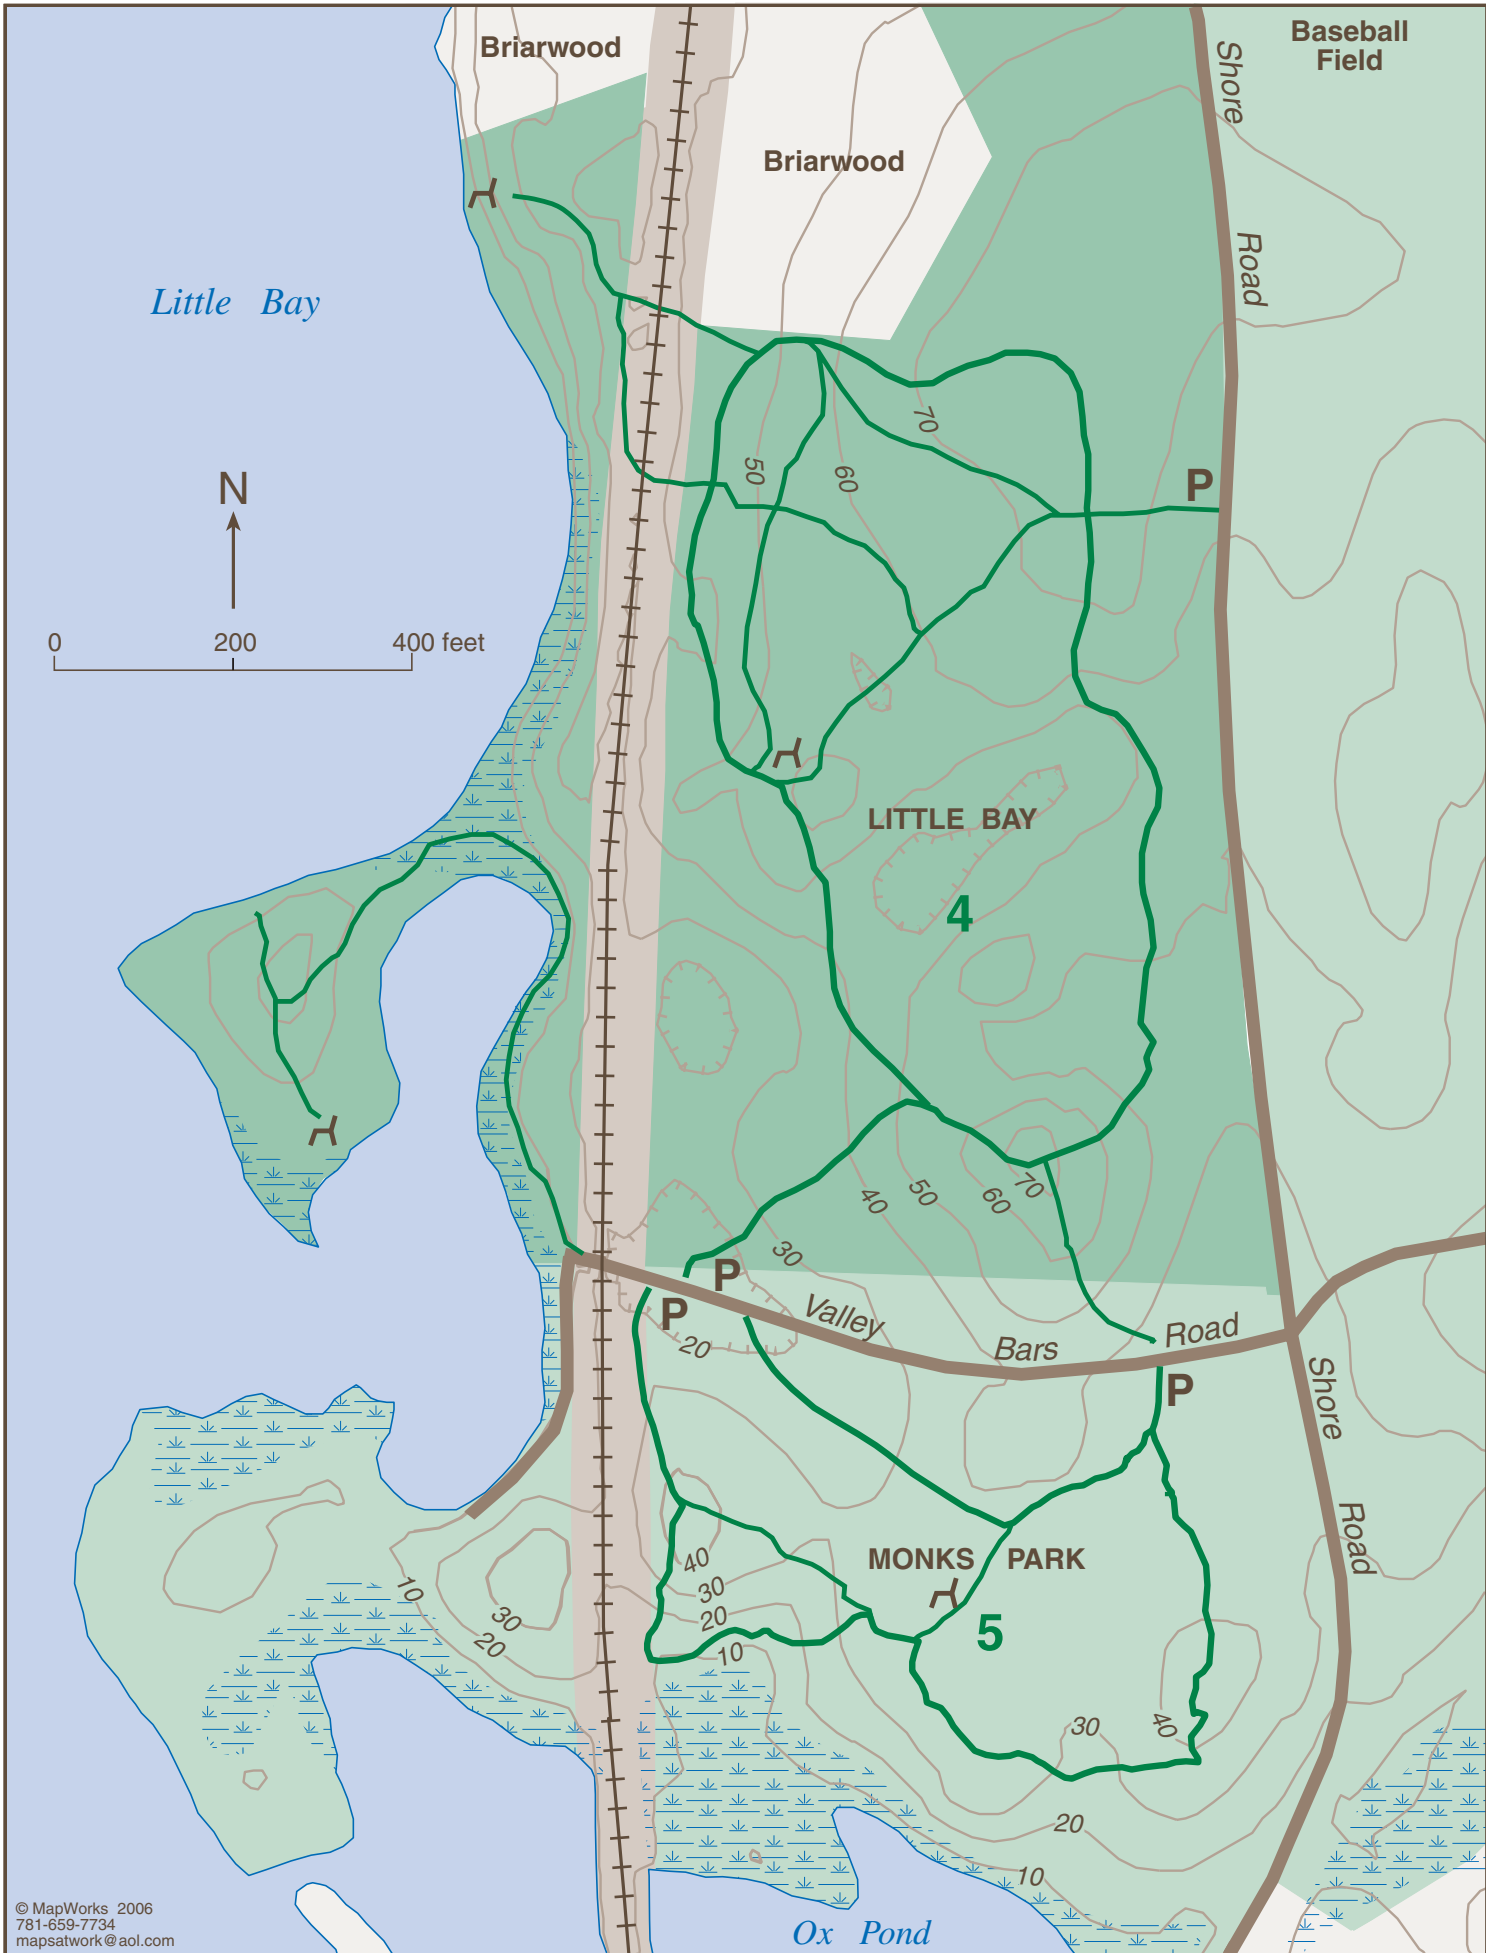 Briarwood
Baseball
Field
Shore
Briarwood
Road
Little Bay
70
50
60
P
N
0 200 400 feet
LITTLE BAY
4
40
50
60
70
30
P
P
Valley
Bars
Road
20
P
Shore
Road
MONKS PARK
40
30
20
10
10
30
20
5
30
40
20
10
© MapWorks 2006
781-659-7734
mapsatwork@aol.com
Ox Pond